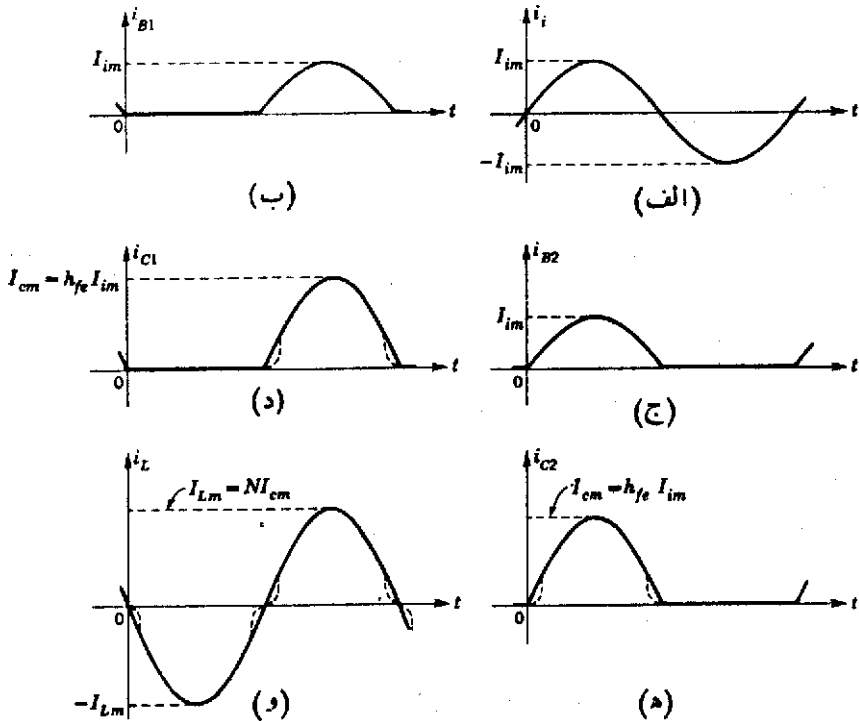 i_i
I_im
0
t
-I_im
(الف)
i_B1
I_im
0
t
(ب)
i_B2
I_im
0
t
(ج)
i_C1
I_cm = h_fe I_im
0
t
(د)
i_C2
I_cm = h_fe I_im
0
t
(ه)
i_L
I_Lm = NI_cm
0
t
-I_Lm
(و)